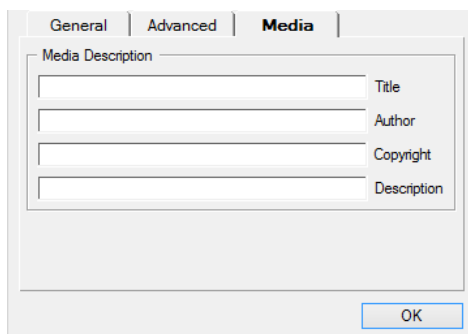 General Advanced Media
Media Description
Title
Author
Copyright
Description
OK